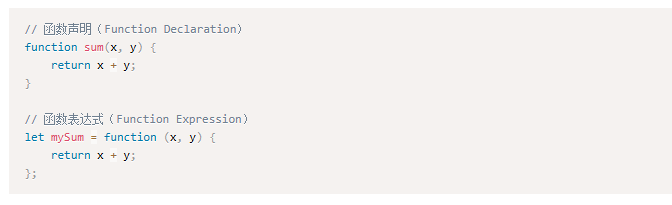 // 函数声明（Function Declaration）
function sum(x, y) {
    return x + y;
}

// 函数表达式（Function Expression）
let mySum = function (x, y) {
    return x + y;
};